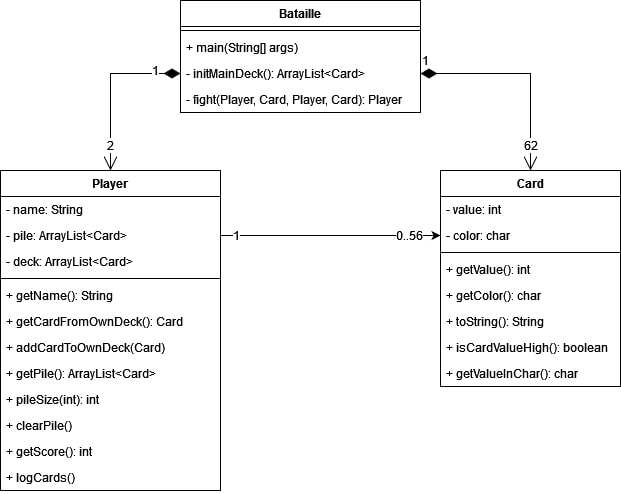 Bataille
+ main(String[] args)
- initMainDeck(): ArrayList<Card>
- fight(Player, Card, Player, Card): Player
1
1
2
62
Player
- name: String
- pile: ArrayList<Card>
- deck: ArrayList<Card>
+ getName(): String
+ getCardFromOwnDeck(): Card
+ addCardToOwnDeck(Card)
+ getPile(): ArrayList<Card>
+ pileSize(int): int
+ clearPile()
+ getScore(): int
+ logCards()
1
0..56
Card
- value: int
- color: char
+ getValue(): int
+ getColor(): char
+ toString(): String
+ isCardValueHigh(): boolean
+ getValueInChar(): char